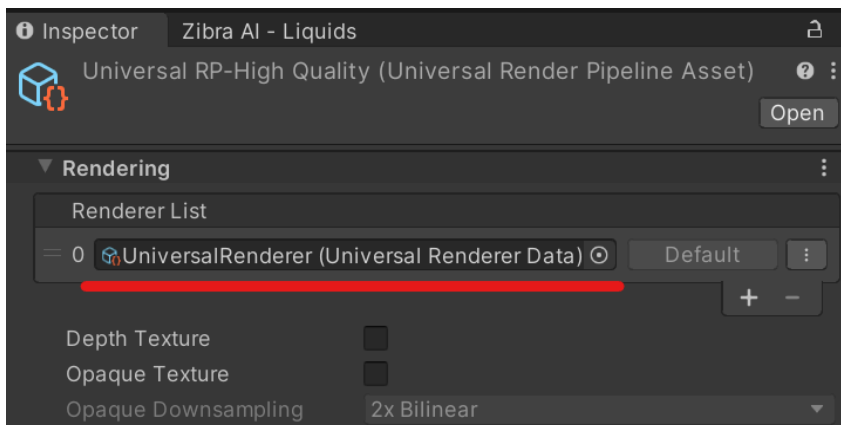 Inspector Zibra AI - Liquids
Universal RP-High Quality (Universal Render Pipeline Asset)
Open
Rendering
Renderer List
0 UniversalRenderer (Universal Renderer Data) Default
Depth Texture
Opaque Texture
Opaque Downsampling 2x Bilinear